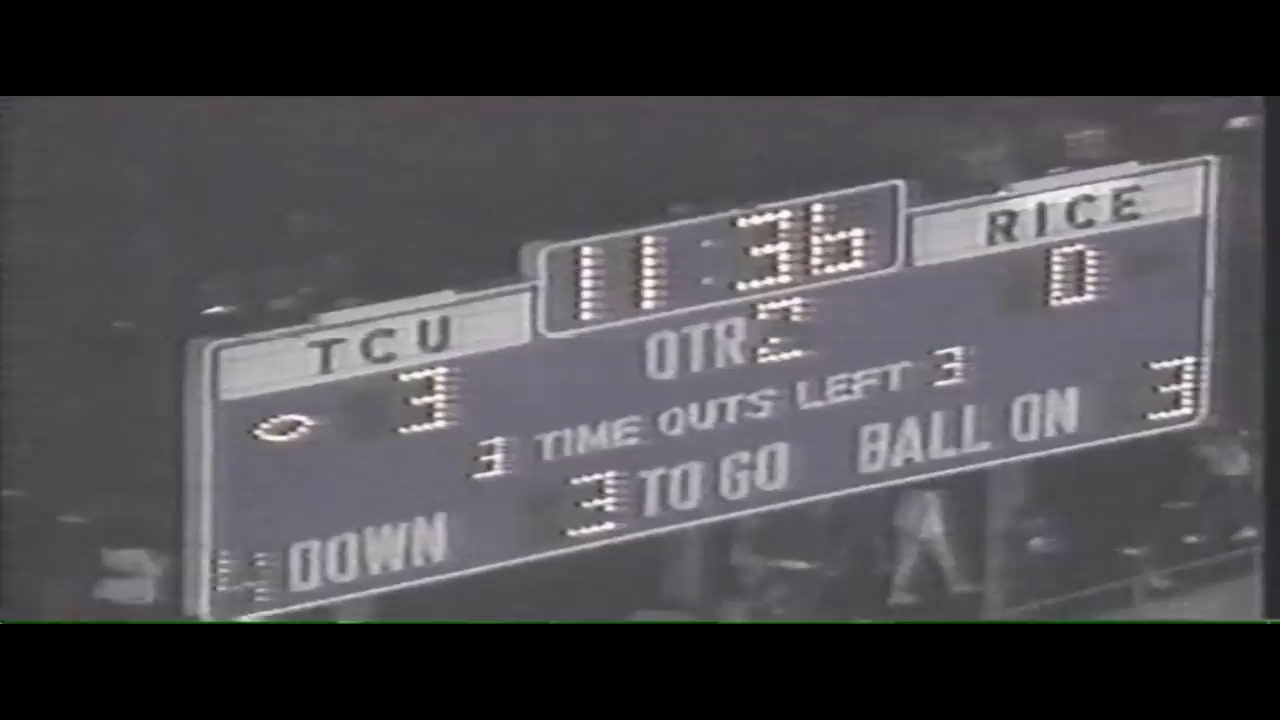 11:36
TCU RICE
3 QTR 2 0
3 TIME OUTS LEFT 3
4 DOWN 3 TO GO BALL ON 3